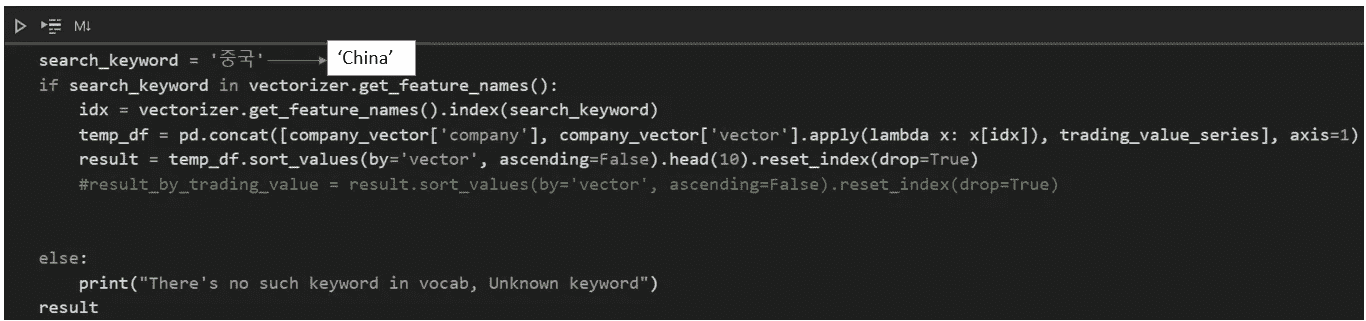 M↓
search_keyword = '중국' ‘China’
if search_keyword in vectorizer.get_feature_names():
    idx = vectorizer.get_feature_names().index(search_keyword)
    temp_df = pd.concat([company_vector['company'], company_vector['vector'].apply(lambda x: x[idx]), trading_value_series], axis=1)
    result = temp_df.sort_values(by='vector', ascending=False).head(10).reset_index(drop=True)
    #result_by_trading_value = result.sort_values(by='vector', ascending=False).reset_index(drop=True)
else:
    print("There's no such keyword in vocab, Unknown keyword")
result